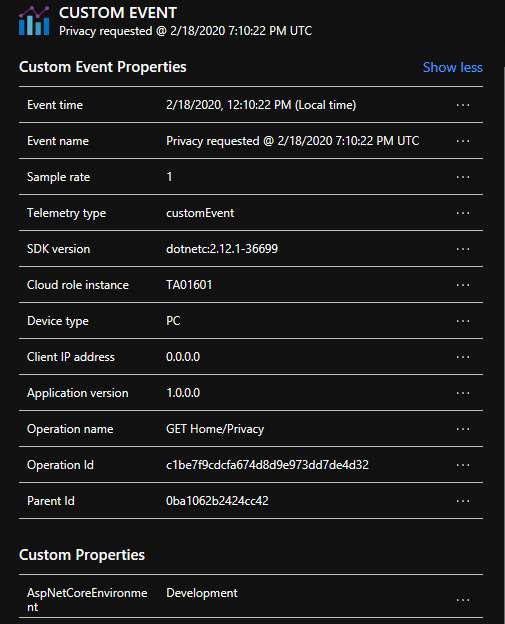 CUSTOM EVENT
Privacy requested @ 2/18/2020 7:10:22 PM UTC
Custom Event Properties Show less
Event time 2/18/2020, 12:10:22 PM (Local time) ...
Event name Privacy requested @ 2/18/2020 7:10:22 PM UTC ...
Sample rate 1 ...
Telemetry type customEvent ...
SDK version dotnetc:2.12.1-36699 ...
Cloud role instance TA01601 ...
Device type PC ...
Client IP address 0.0.0.0 ...
Application version 1.0.0.0 ...
Operation name GET Home/Privacy ...
Operation Id c1be7f9cdcfa674d8d9e973dd7de4d32 ...
Parent Id 0ba1062b2424cc42 ...
Custom Properties
AspNetCoreEnvironme Development ...
nt